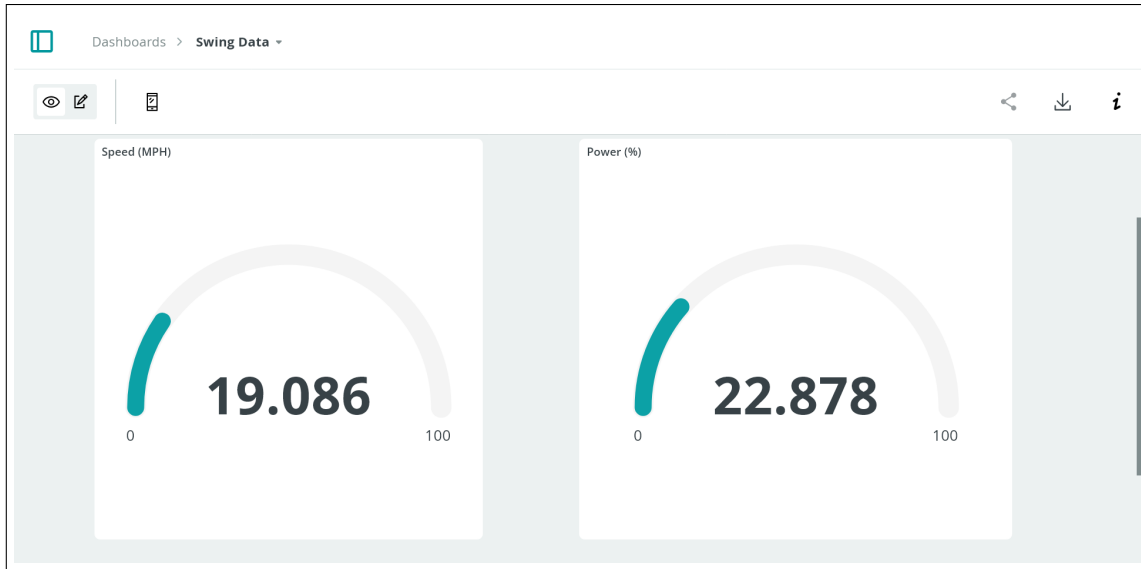 Dashboards > Swing Data
Speed (MPH)
19.086
0
100
Power (%)
22.878
0
100